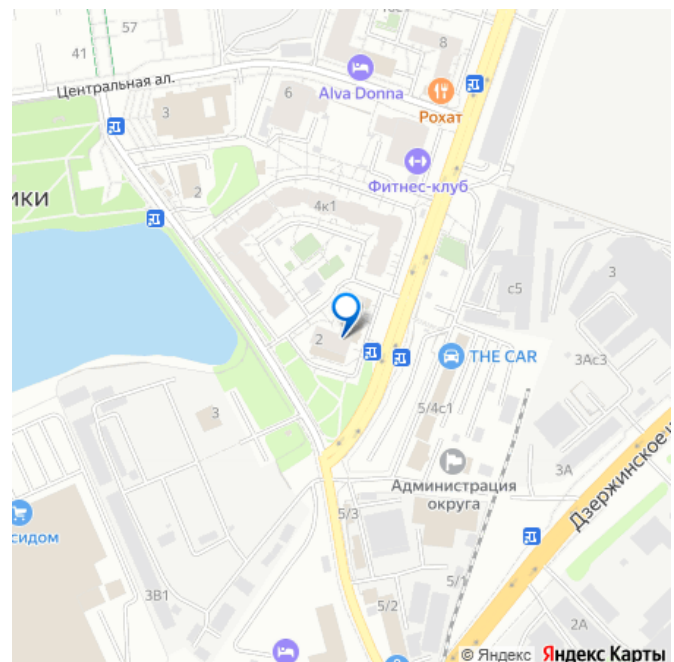 57
41
8
Центральная ал.
Alva Donna
6
3
Рохат
Фитнес-клуб
2
ики
4к1
с5
3
2
THE CAR
3Ас3
5/4с1
3
3А
Администрация
округа
Дзержинское
5/3
сидом
3В1
5/1
5/2
2А
© Яндекс Яндекс Карты